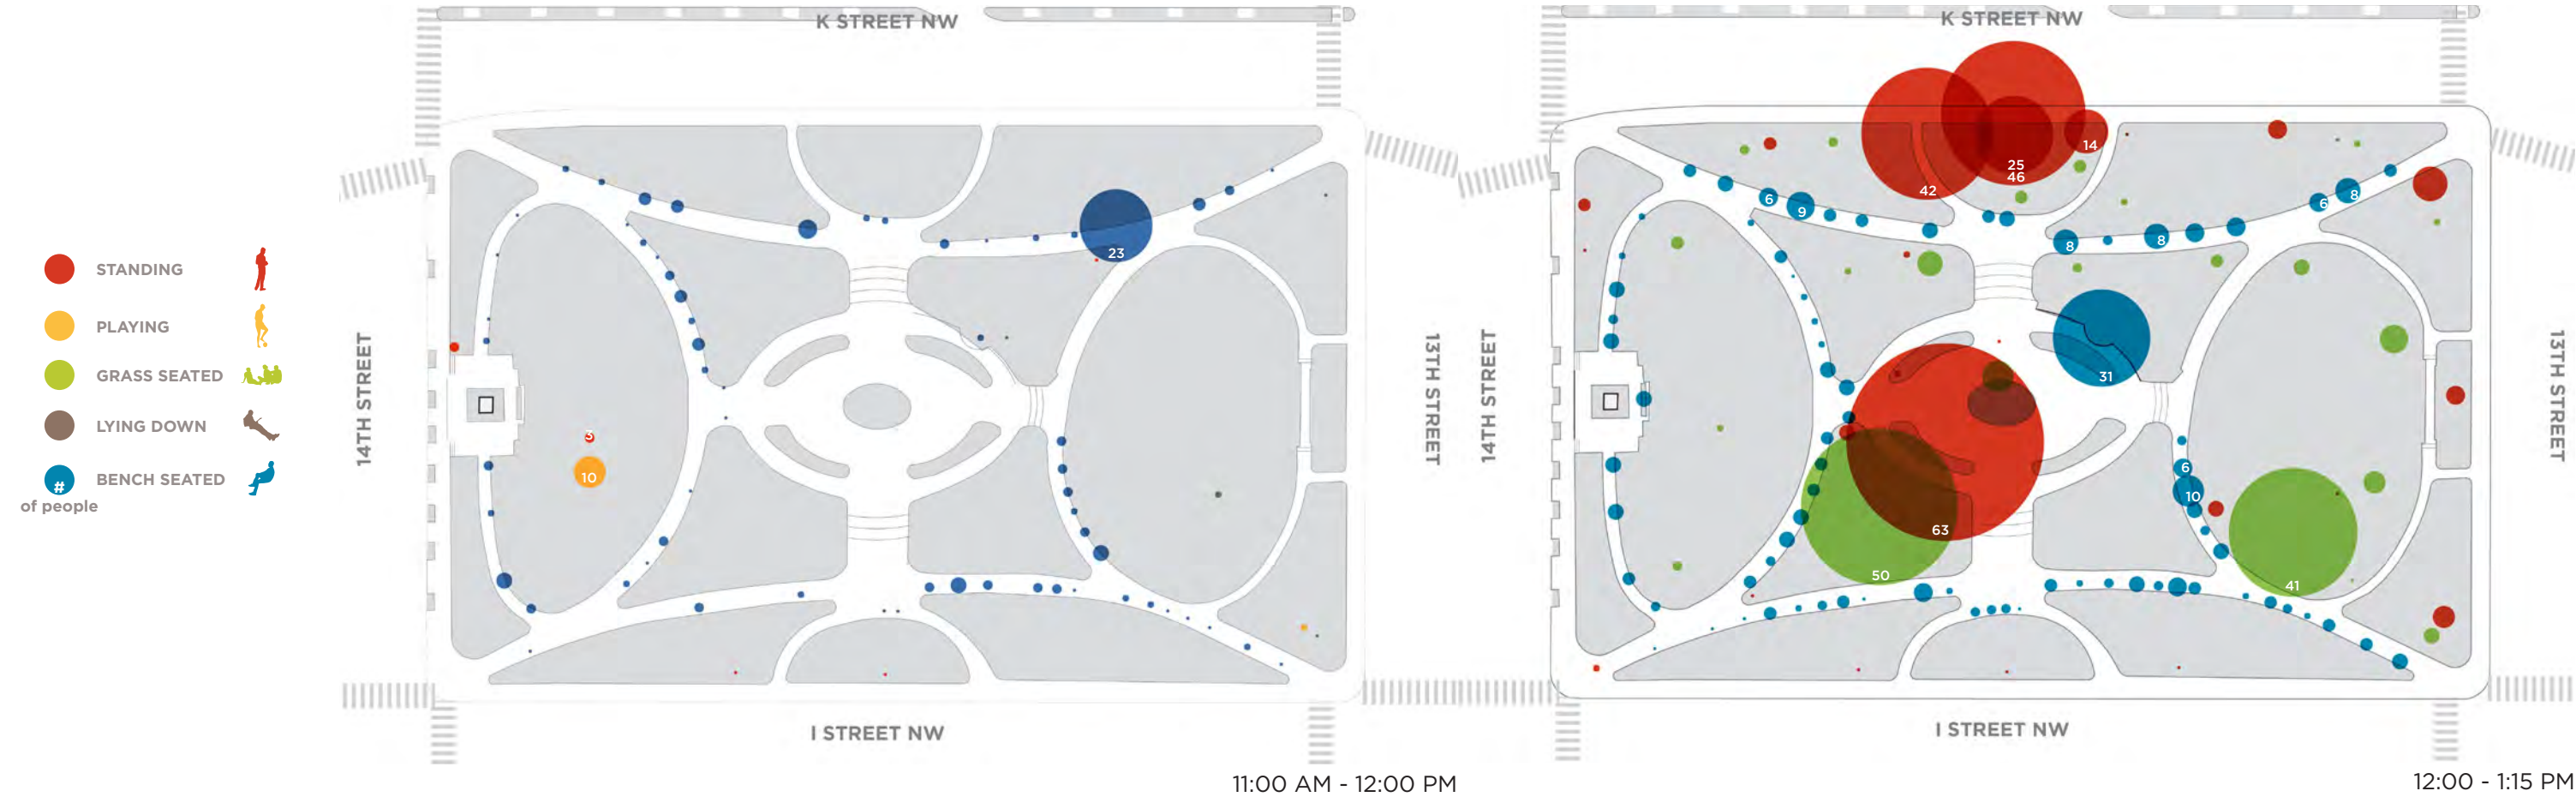 STANDING
PLAYING
GRASS SEATED
LYING DOWN
#
BENCH SEATED
of people
K STREET NW
14TH STREET
23
3
10
13TH STREET
I STREET NW
11:00 AM - 12:00 PM
K STREET NW
14TH STREET
14
25
46
42
6
9
6
8
8
8
31
6
10
63
50
41
13TH STREET
I STREET NW
12:00 - 1:15 PM